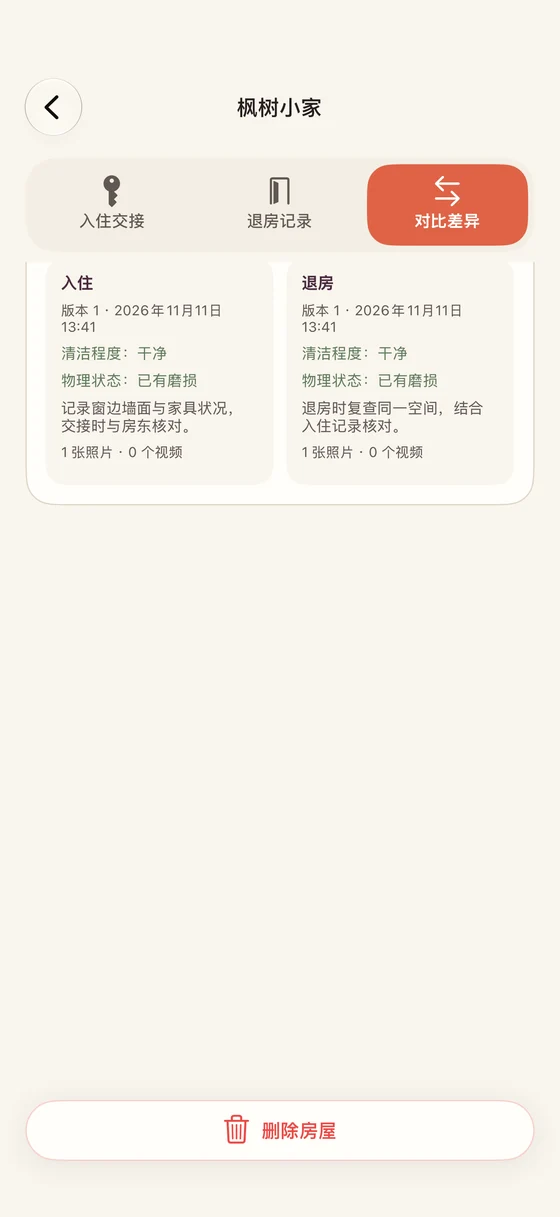 枫树小家
入住交接
退房记录
对比差异
入住
版本 1 · 2026年11月11日
13:41
清洁程度：干净
物理状态：已有磨损
记录窗边墙面与家具状况，
交接时与房东核对。
1 张照片 · 0 个视频
退房
版本 1 · 2026年11月11日
13:41
清洁程度：干净
物理状态：已有磨损
退房时复查同一空间，结合
入住记录核对。
1 张照片 · 0 个视频
删除房屋